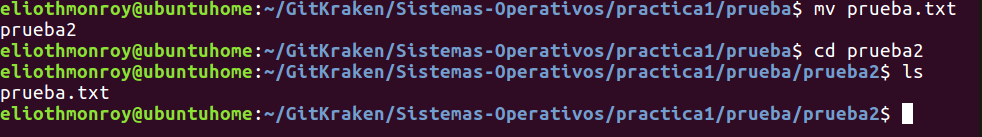 eliothmonroy@ubuntuhome:~/GitKraken/Sistemas-Operativos/practica1/prueba$ mv prueba.txt
prueba2
eliothmonroy@ubuntuhome:~/GitKraken/Sistemas-Operativos/practica1/prueba$ cd prueba2
eliothmonroy@ubuntuhome:~/GitKraken/Sistemas-Operativos/practica1/prueba/prueba2$ ls
prueba.txt
eliothmonroy@ubuntuhome:~/GitKraken/Sistemas-Operativos/practica1/prueba/prueba2$